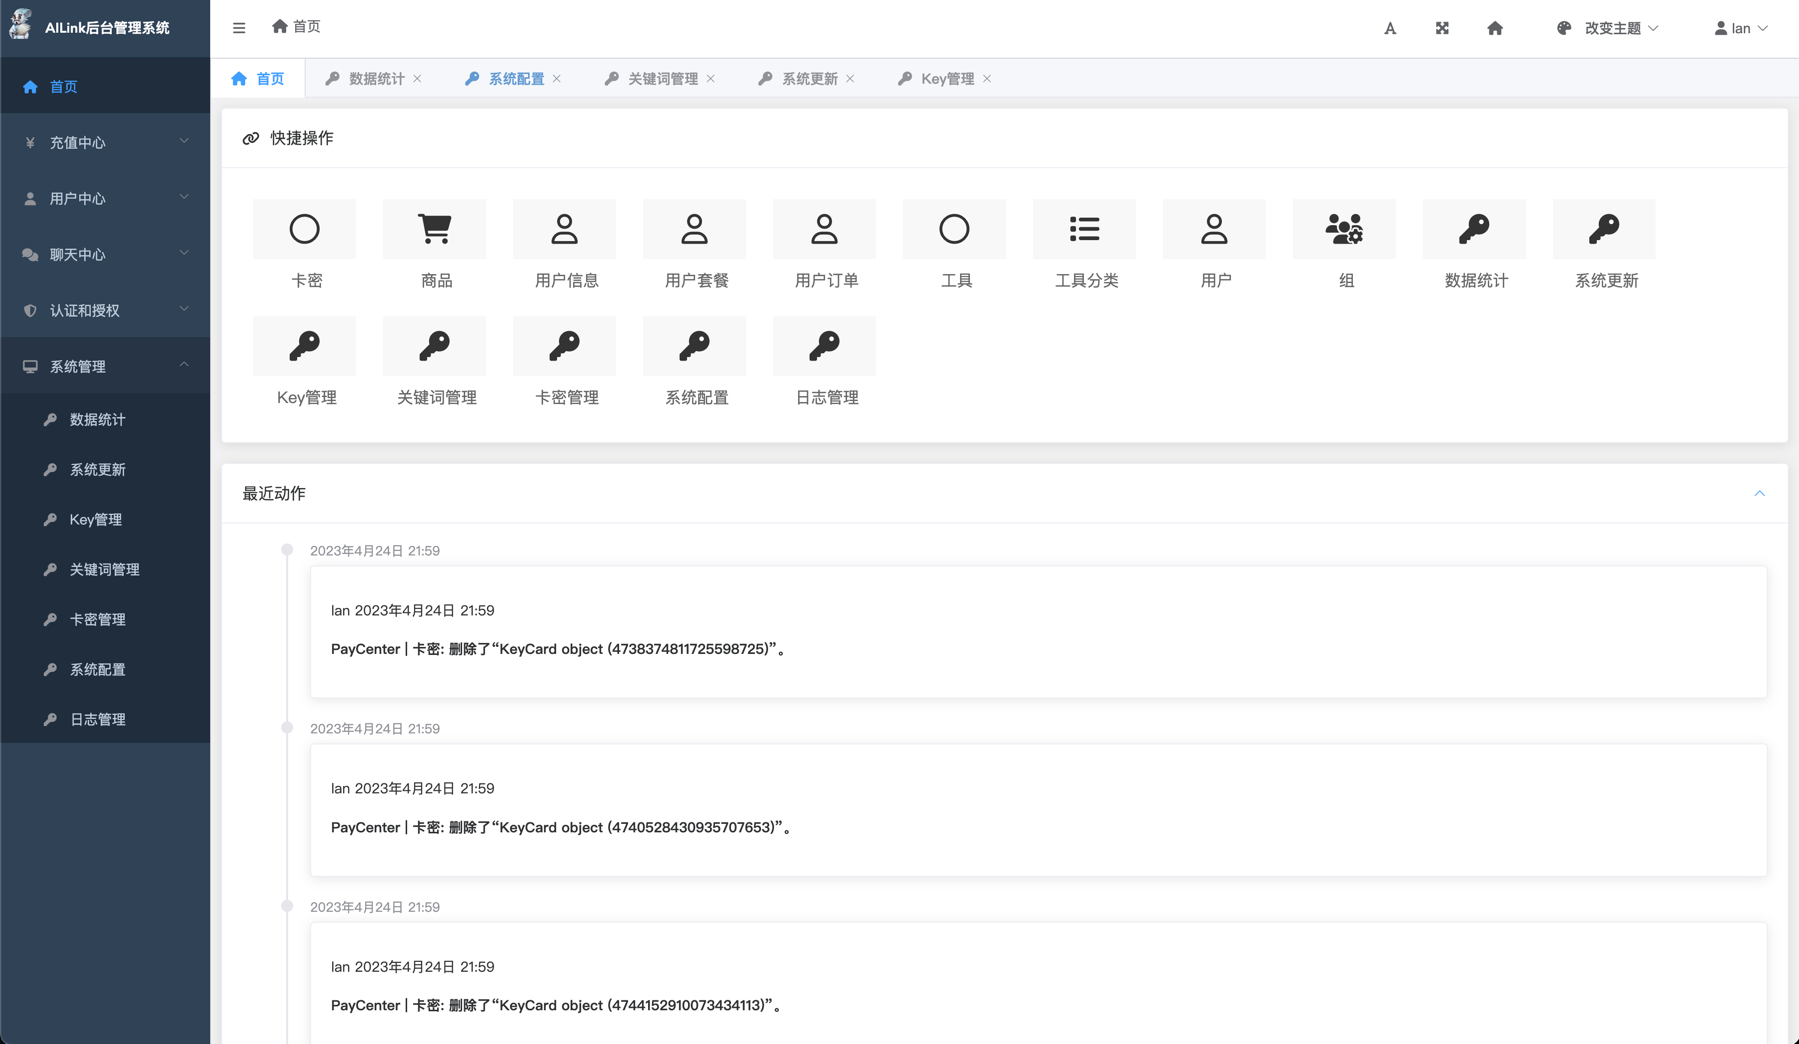 AILink后台管理系统
首页
改变主题
lan
首页
数据统计
系统配置
关键词管理
系统更新
Key管理
首页
充值中心
用户中心
聊天中心
认证和授权
系统管理
数据统计
系统更新
Key管理
关键词管理
卡密管理
系统配置
日志管理
快捷操作
卡密
商品
用户信息
用户套餐
用户订单
工具
工具分类
用户
组
数据统计
系统更新
Key管理
关键词管理
卡密管理
系统配置
日志管理
最近动作
2023年4月24日 21:59
lan 2023年4月24日 21:59
PayCenter | 卡密: 删除了“KeyCard object (4738374811725598725)”。
2023年4月24日 21:59
lan 2023年4月24日 21:59
PayCenter | 卡密: 删除了“KeyCard object (4740528430935707653)”。
2023年4月24日 21:59
lan 2023年4月24日 21:59
PayCenter | 卡密: 删除了“KeyCard object (4744152910073434113)”。